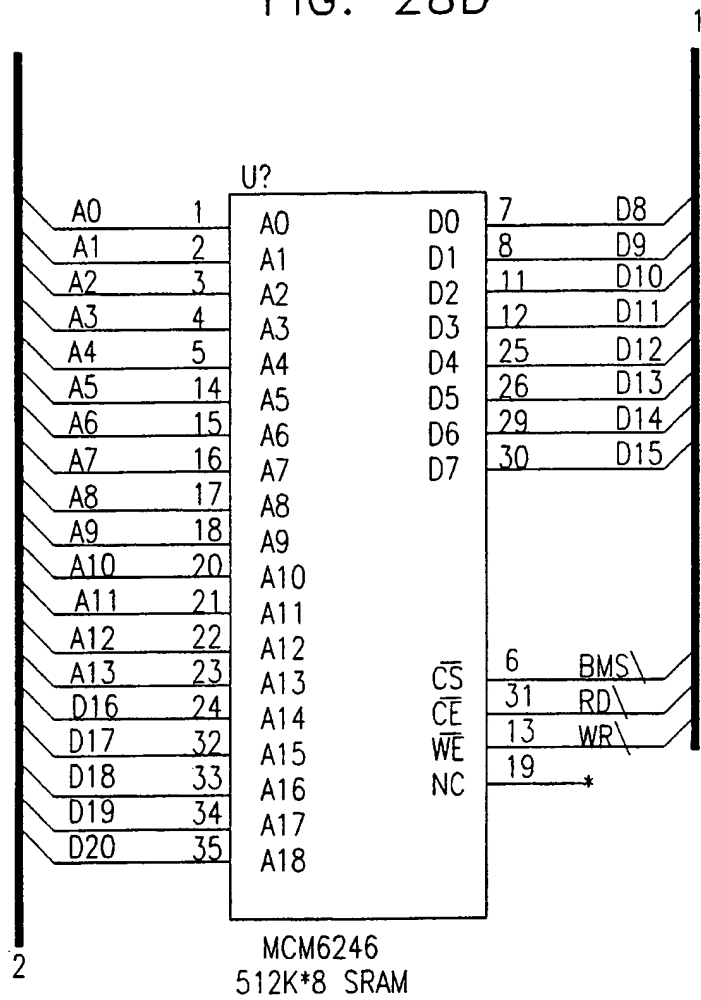 FIG. 28D
1
U?
A0 1 A0 D0 7 D8
A1 2 A1 D1 8 D9
A2 3 A2 D2 11 D10
A3 4 A3 D3 12 D11
A4 5 A4 D4 25 D12
A5 14 A5 D5 26 D13
A6 15 A6 D6 29 D14
A7 16 A7 D7 30 D15
A8 17 A8
A9 18 A9
A10 20 A10
A11 21 A11
A12 22 A12
A13 23 A13 C̅S̅ 6 BMS\
D16 24 A14 C̅E̅ 31 RD\
D17 32 A15 W̅E̅ 13 WR\
D18 33 A16 NC 19 *
D19 34 A17
D20 35 A18
2
MCM6246
512K*8 SRAM